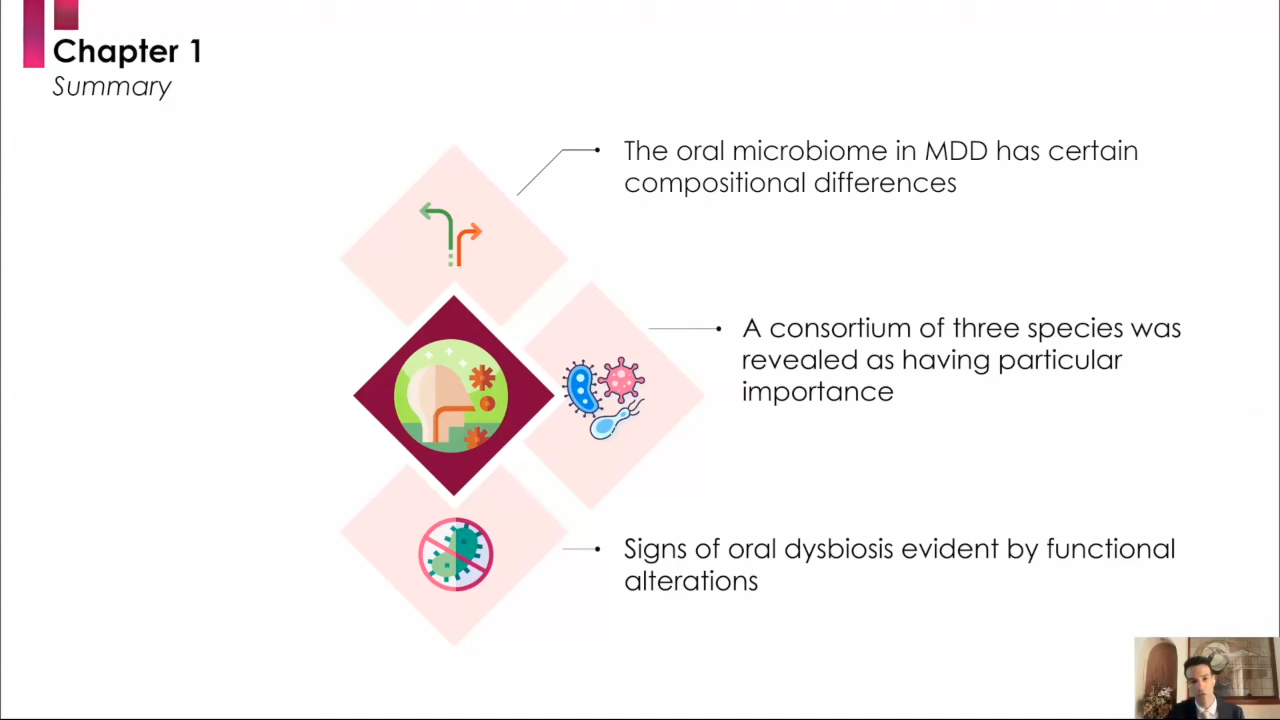 Chapter 1
Summary
The oral microbiome in MDD has certain
compositional differences
A consortium of three species was
revealed as having particular
importance
Signs of oral dysbiosis evident by functional
alterations